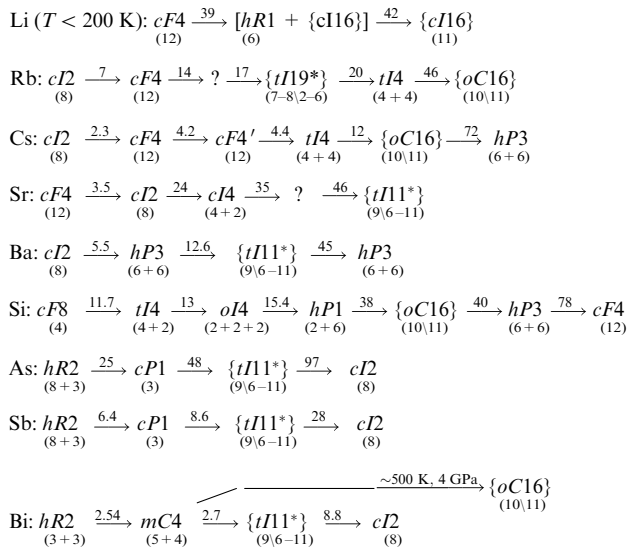 Li (T < 200 K): cF4 —39→ [hR1 + {cI16}] —42→ {cI16}
(12) (6) (11)
Rb: cI2 —7→ cF4 —14→ ? —17→ {tI19*} —20→ tI4 —46→ {oC16}
(8) (12) (7–8\2–6) (4 + 4) (10\11)
Cs: cI2 —2.3→ cF4 —4.2→ cF4′ —4.4→ tI4 —12→ {oC16} —72→ hP3
(8) (12) (12) (4 + 4) (10\11) (6 + 6)
Sr: cF4 —3.5→ cI2 —24→ cI4 —35→ ? —46→ {tI11*}
(12) (8) (4 + 2) (9\6–11)
Ba: cI2 —5.5→ hP3 —12.6→ {tI11*} —45→ hP3
(8) (6 + 6) (9\6–11) (6 + 6)
Si: cF8 —11.7→ tI4 —13→ oI4 —15.4→ hP1 —38→ {oC16} —40→ hP3 —78→ cF4
(4) (4 + 2) (2 + 2 + 2) (2 + 6) (10\11) (6 + 6) (12)
As: hR2 —25→ cP1 —48→ {tI11*} —97→ cI2
(8 + 3) (3) (9\6–11) (8)
Sb: hR2 —6.4→ cP1 —8.6→ {tI11*} —28→ cI2
(8 + 3) (3) (9\6–11) (8)
—~500 K, 4 GPa→ {oC16}
(10\11)
Bi: hR2 —2.54→ mC4 —2.7→ {tI11*} —8.8→ cI2
(3 + 3) (5 + 4) (9\6–11) (8)